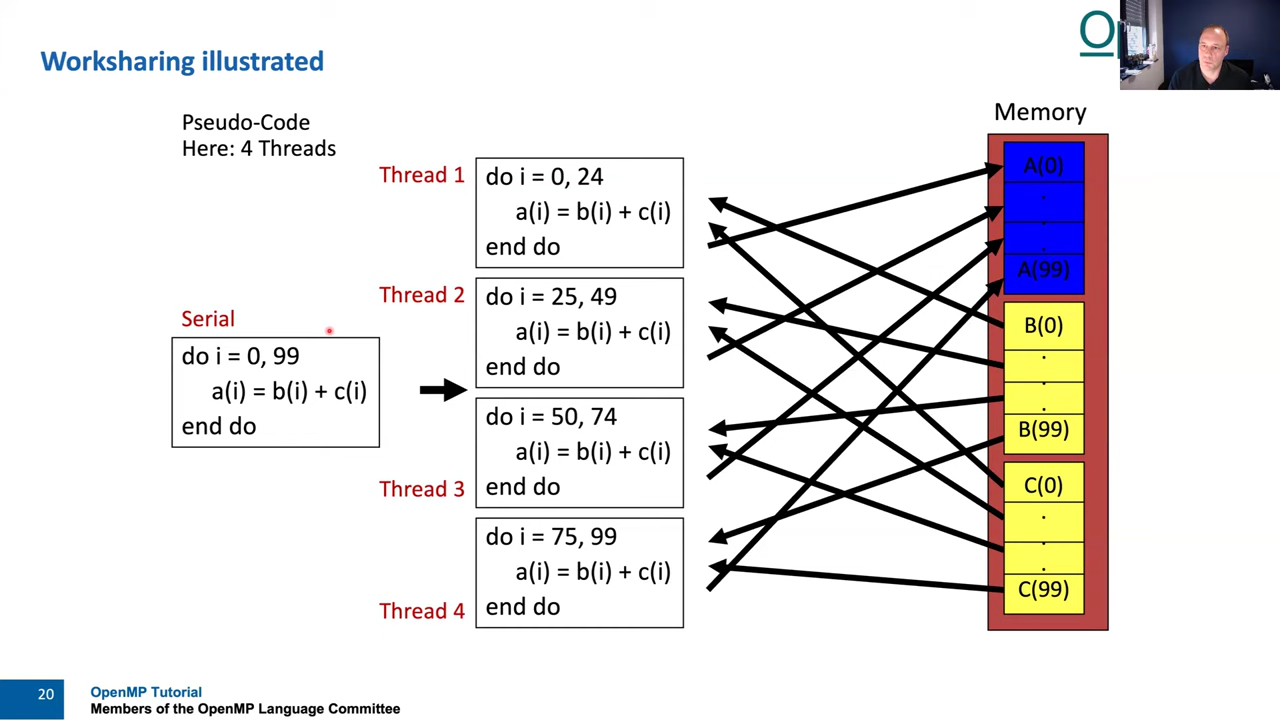 Worksharing illustrated
Pseudo-Code
Here: 4 Threads
Serial
do i = 0, 99
a(i) = b(i) + c(i)
end do
Thread 1
do i = 0, 24
a(i) = b(i) + c(i)
end do
Thread 2
do i = 25, 49
a(i) = b(i) + c(i)
end do
Thread 3
do i = 50, 74
a(i) = b(i) + c(i)
end do
Thread 4
do i = 75, 99
a(i) = b(i) + c(i)
end do
Memory
A(0)
.
.
A(99)
B(0)
.
.
B(99)
C(0)
.
.
.
C(99)
20
OpenMP Tutorial
Members of the OpenMP Language Committee